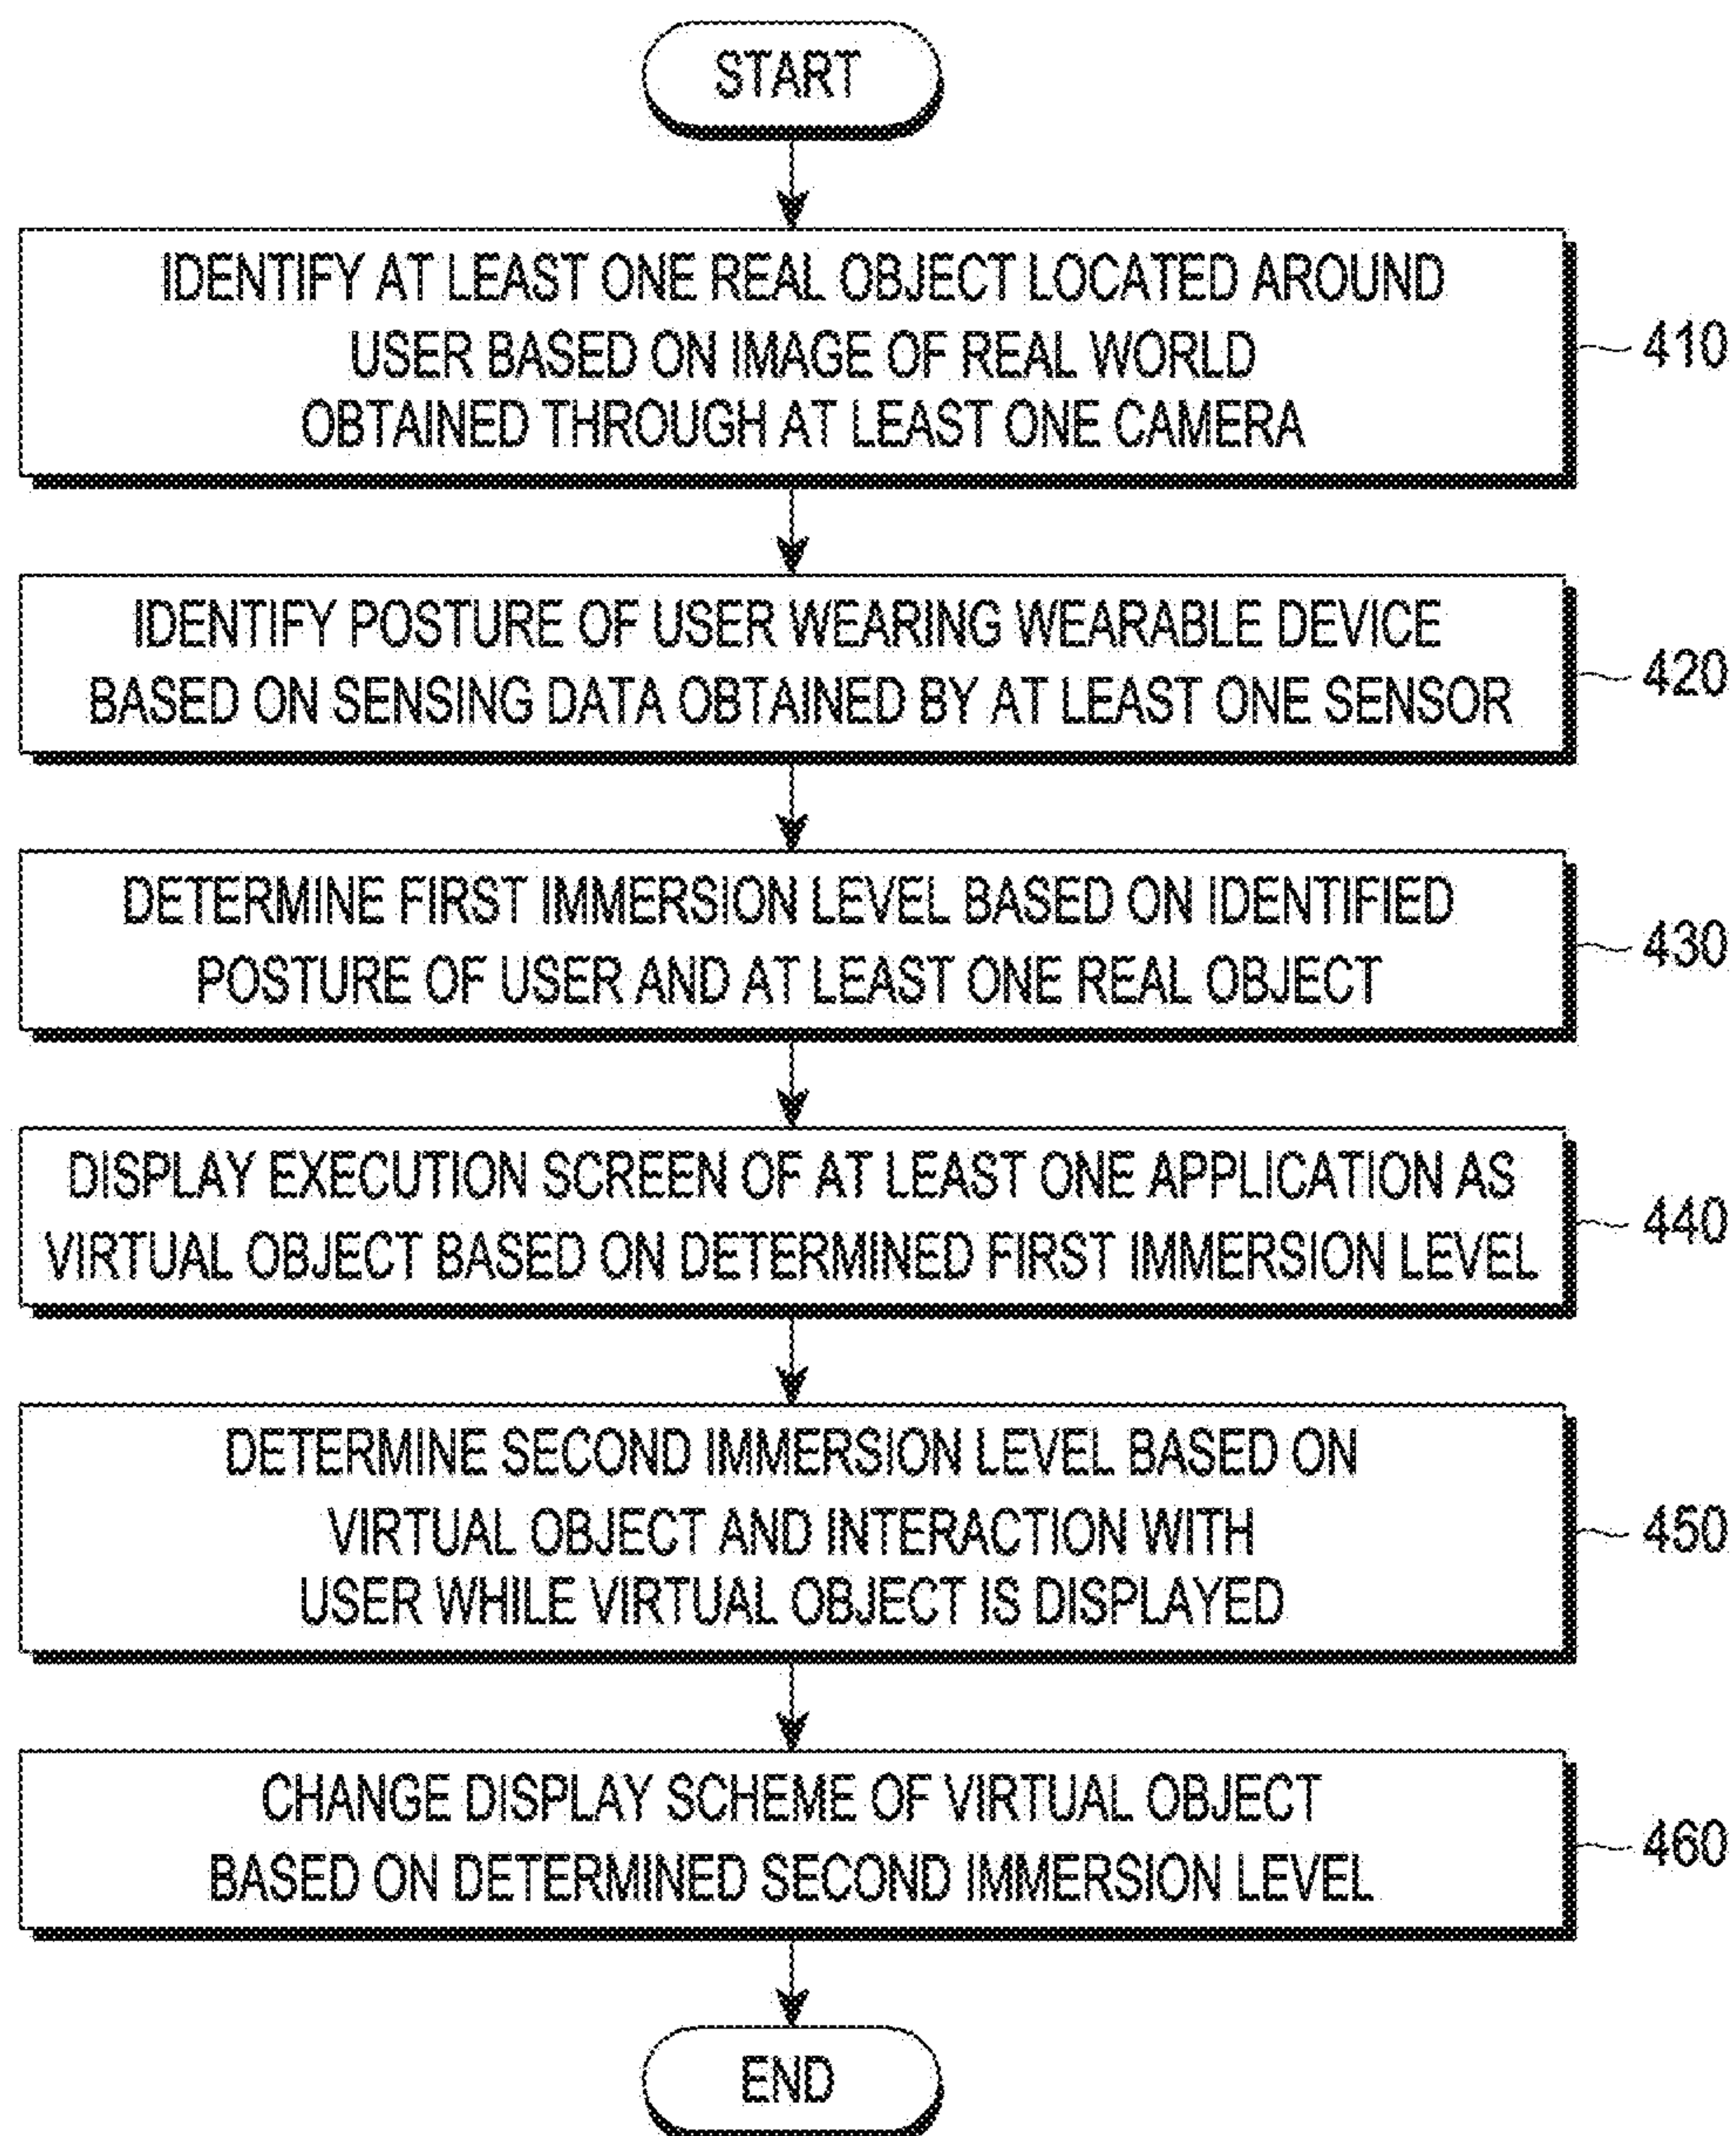 START
IDENTIFY AT LEAST ONE REAL OBJECT LOCATED AROUND
USER BASED ON IMAGE OF REAL WORLD
OBTAINED THROUGH AT LEAST ONE CAMERA
410
IDENTIFY POSTURE OF USER WEARING WEARABLE DEVICE
BASED ON SENSING DATA OBTAINED BY AT LEAST ONE SENSOR
420
DETERMINE FIRST IMMERSION LEVEL BASED ON IDENTIFIED
POSTURE OF USER AND AT LEAST ONE REAL OBJECT
430
DISPLAY EXECUTION SCREEN OF AT LEAST ONE APPLICATION AS
VIRTUAL OBJECT BASED ON DETERMINED FIRST IMMERSION LEVEL
440
DETERMINE SECOND IMMERSION LEVEL BASED ON
VIRTUAL OBJECT AND INTERACTION WITH
USER WHILE VIRTUAL OBJECT IS DISPLAYED
450
CHANGE DISPLAY SCHEME OF VIRTUAL OBJECT
BASED ON DETERMINED SECOND IMMERSION LEVEL
460
END